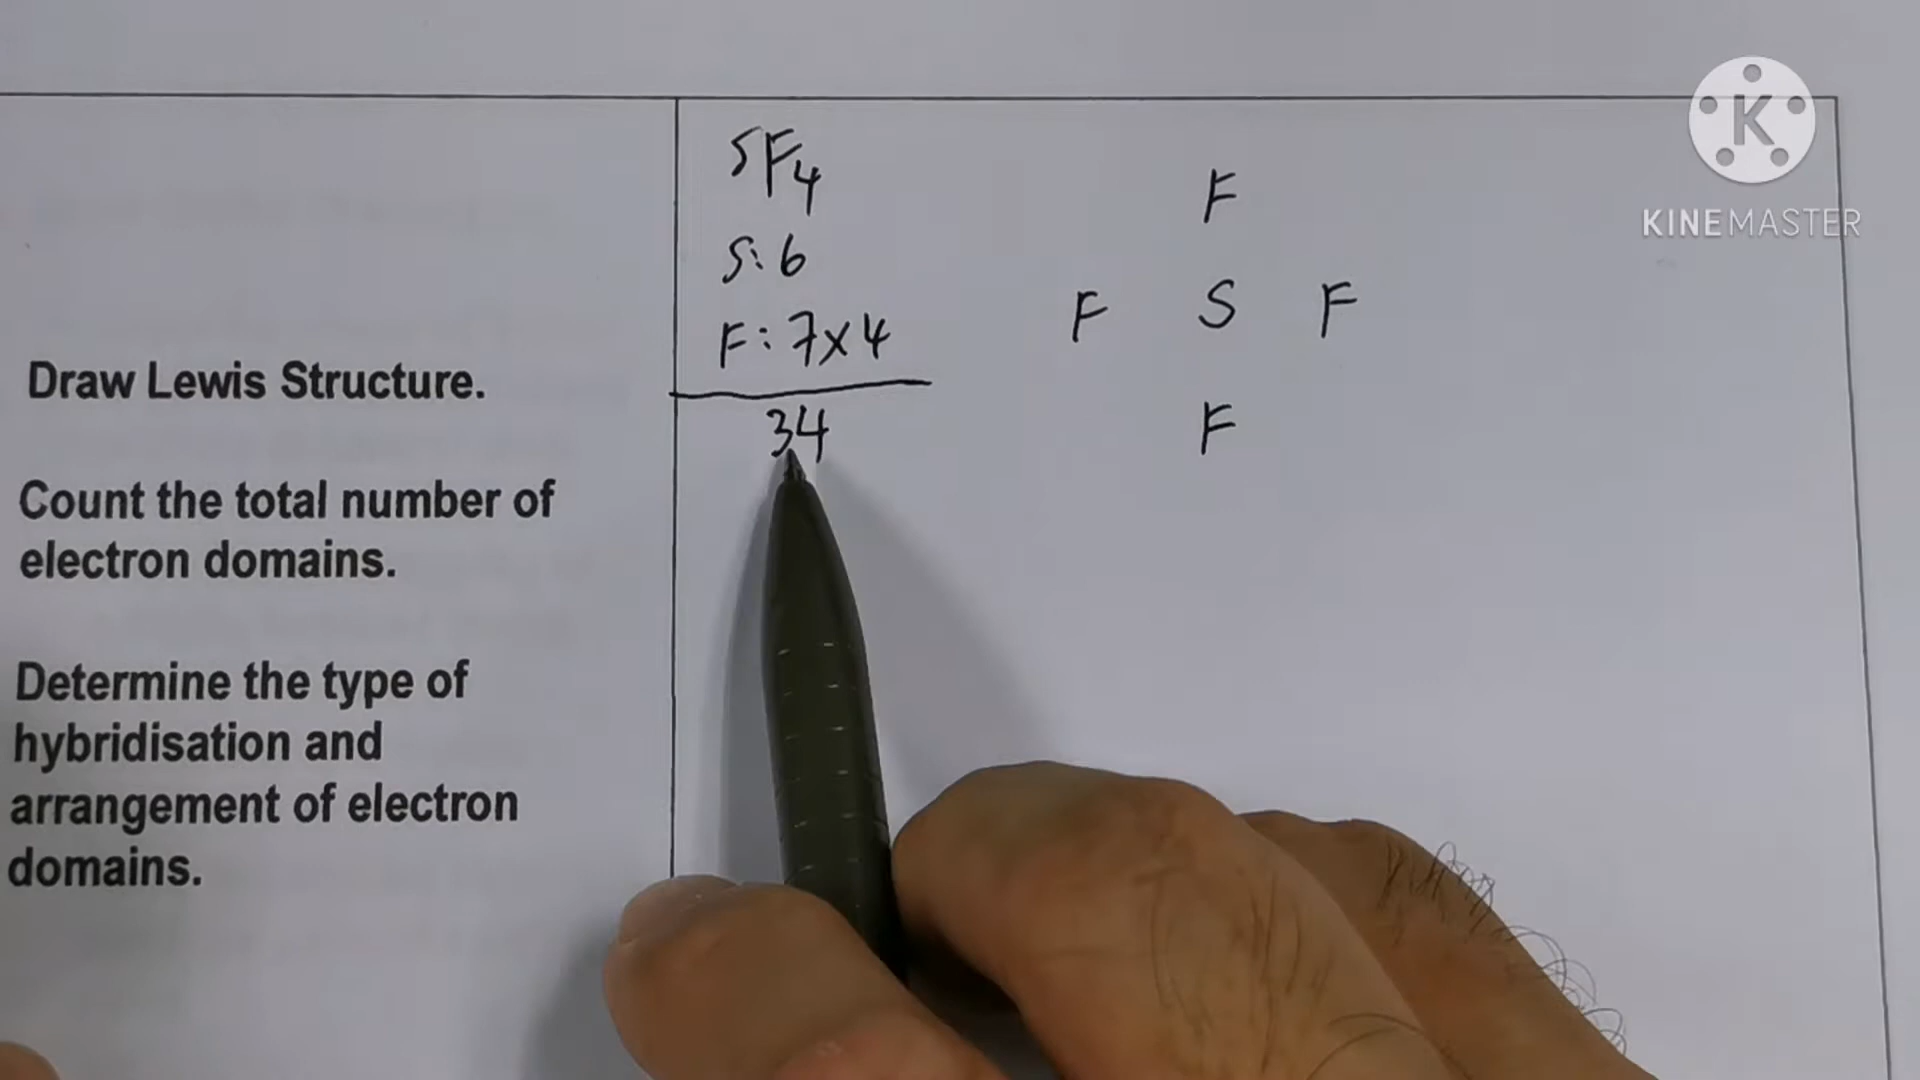 Draw Lewis Structure.
Count the total number of
electron domains.
Determine the type of
hybridisation and
arrangement of electron
domains.
SF₄
S: 6
F: 7x4
34
F
F S F
F
K
KINEMASTER